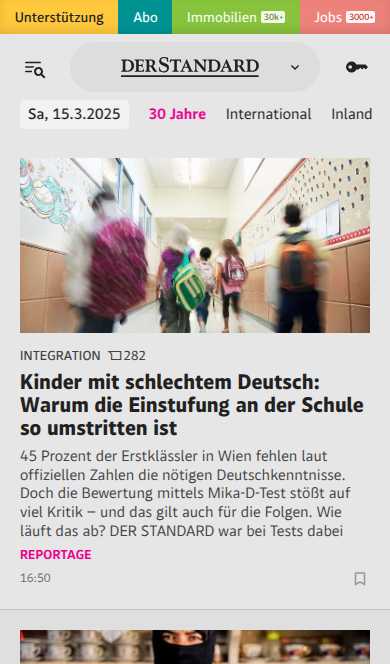 Unterstützung Abo Immobilien 30k+ Jobs 3000+
DERSTANDARD
Sa, 15.3.2025 30 Jahre International Inland
INTEGRATION 282
Kinder mit schlechtem Deutsch:
Warum die Einstufung an der Schule
so umstritten ist
45 Prozent der Erstklässler in Wien fehlen laut
offiziellen Zahlen die nötigen Deutschkenntnisse.
Doch die Bewertung mittels Mika-D-Test stößt auf
viel Kritik – und das gilt auch für die Folgen. Wie
läuft das ab? DER STANDARD war bei Tests dabei
REPORTAGE
16:50